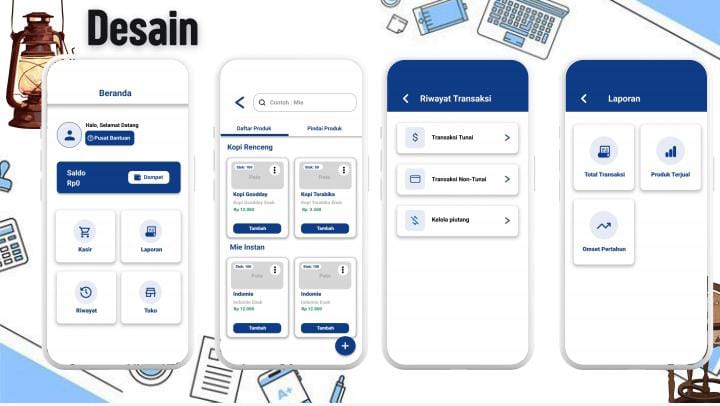 Desain
Beranda
Halo, Selamat Datang
Pusat Bantuan
Saldo
Rp0
Dompet
Kasir
Laporan
Riwayat
Toko
Contoh : Mie
Daftar Produk
Pindai Produk
Kopi Renceng
Stok: 100
Foto
Kopi Goodday
Kopi Goodday Enak
Rp 12.000
Tambah
Stok: 50
Foto
Kopi Torabika
Kopi Torabika Enak
Rp 3.500
Tambah
Mie Instan
Stok: 100
Foto
Indomie
Indomie Enak
Rp 12.000
Tambah
Stok: 100
Foto
Indomie
Indomie Enak
Rp 12.000
Tambah
Riwayat Transaksi
Transaksi Tunai
Transaksi Non-Tunai
Kelola piutang
Laporan
Total Transaksi
Produk Terjual
Omset Pertahun
A+